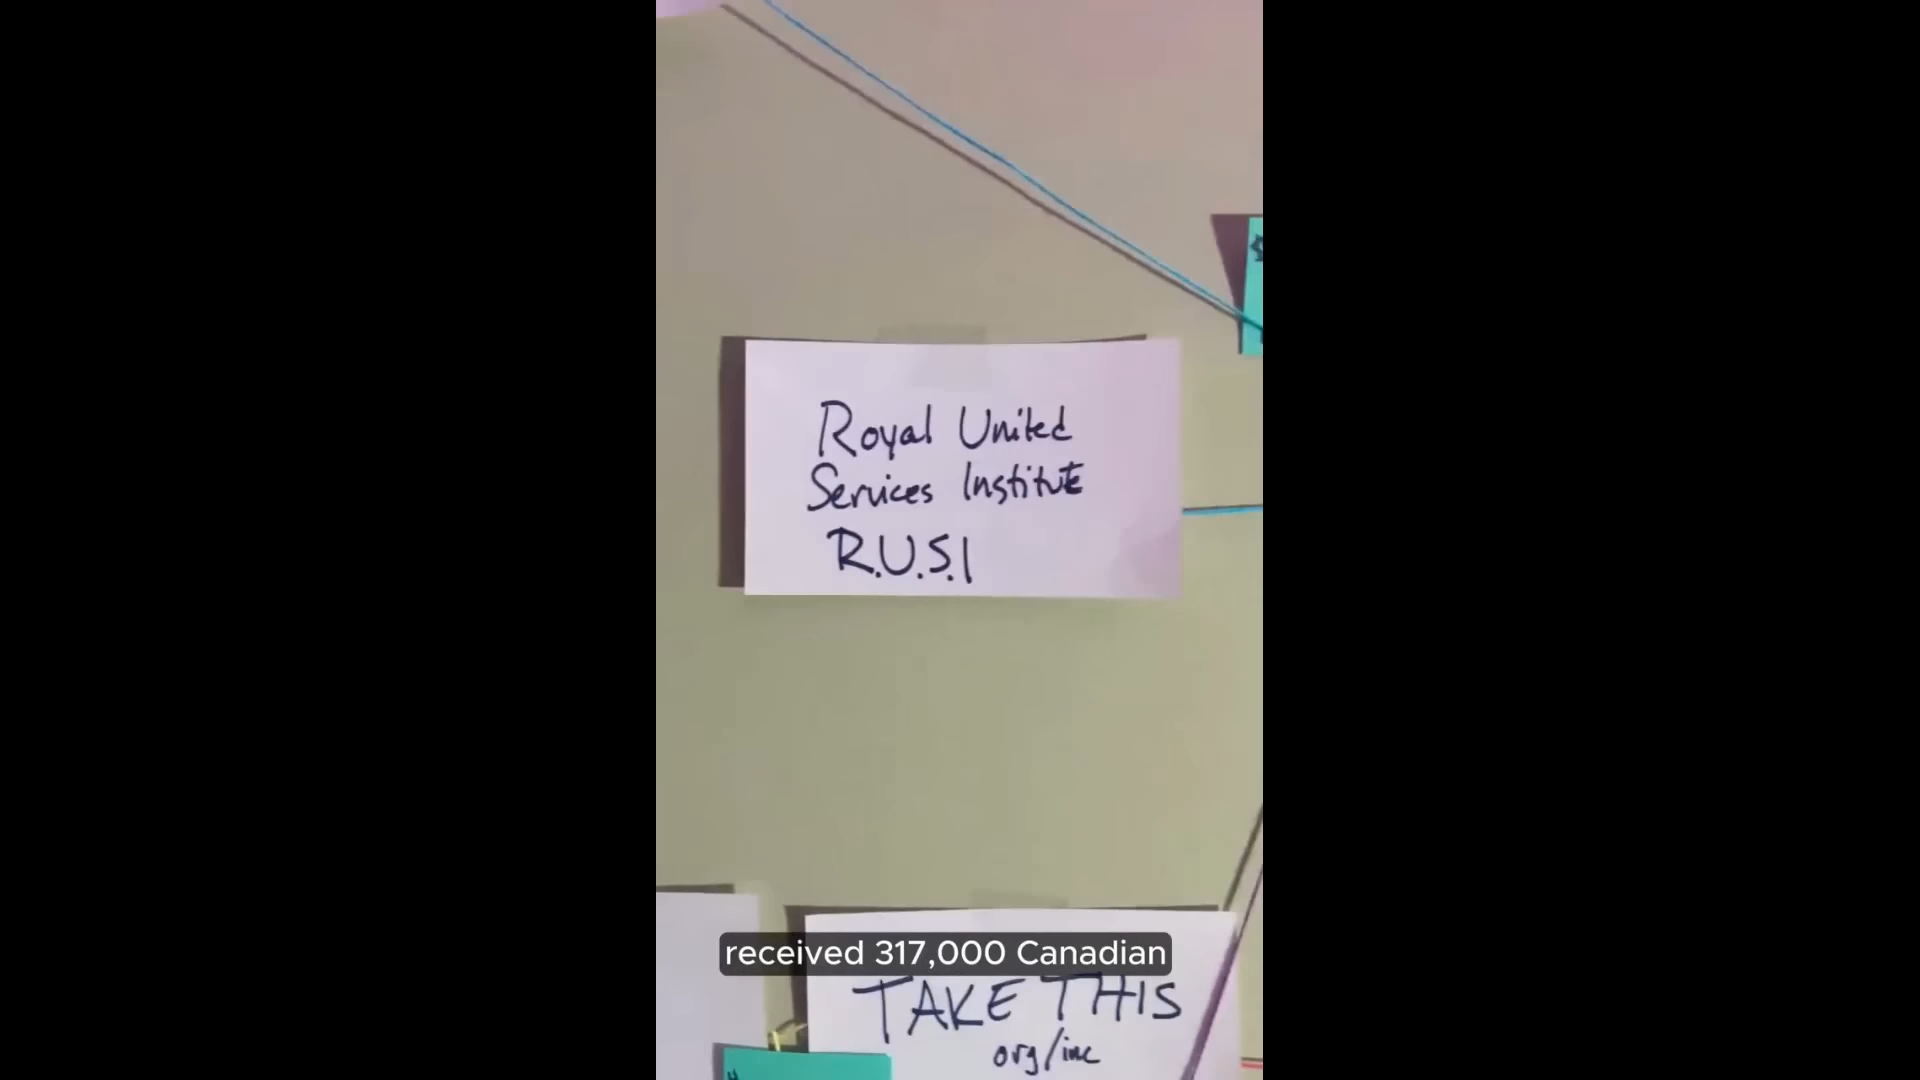 Royal United
Services Institute
R.U.S.I
received 317,000 Canadian
TAKE THIS
org/inc